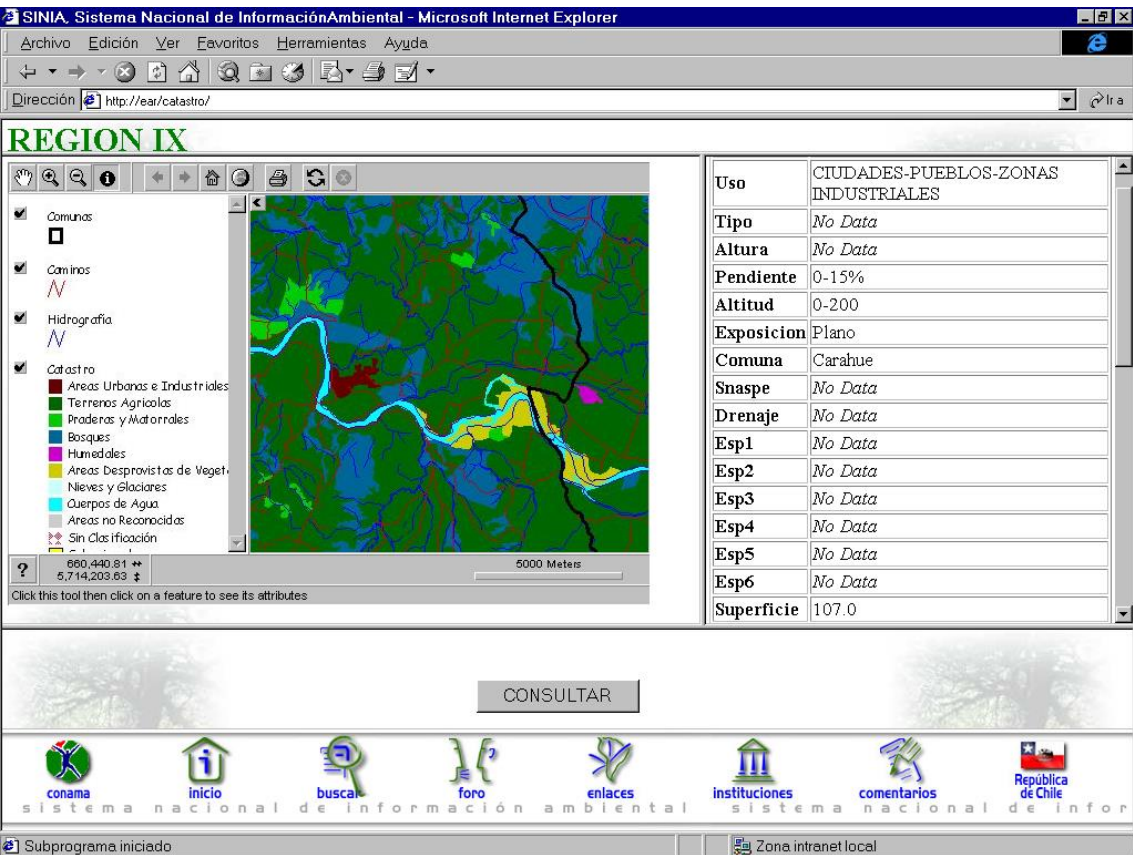 SINIA, Sistema Nacional de InformaciónAmbiental - Microsoft Internet Explorer
Archivo Edición Ver Favoritos Herramientas Ayuda
Dirección http://ear/catastro/ Ir a
REGION IX
Comunas
Caminos
Hidrografía
Catastro
Areas Urbanas e Industriales
Terrenos Agricolas
Praderas y Matorrales
Bosques
Humedales
Areas Desprovistas de Veget
Nieves y Glaciares
Cuerpos de Agua
Areas no Reconocidas
Sin Clasificación
660,440.81
5,714,203.63
5000 Meters
Click this tool then click on a feature to see its attributes
Uso CIUDADES-PUEBLOS-ZONAS
INDUSTRIALES
Tipo No Data
Altura No Data
Pendiente 0-15%
Altitud 0-200
Exposicion Plano
Comuna Carahue
Snaspe No Data
Drenaje No Data
Esp1 No Data
Esp2 No Data
Esp3 No Data
Esp4 No Data
Esp5 No Data
Esp6 No Data
Superficie 107.0
CONSULTAR
conama inicio buscar foro enlaces instituciones comentarios República
de Chile
sistema nacional de información ambiental sistema nacional de infor
Subprograma iniciado Zona intranet local